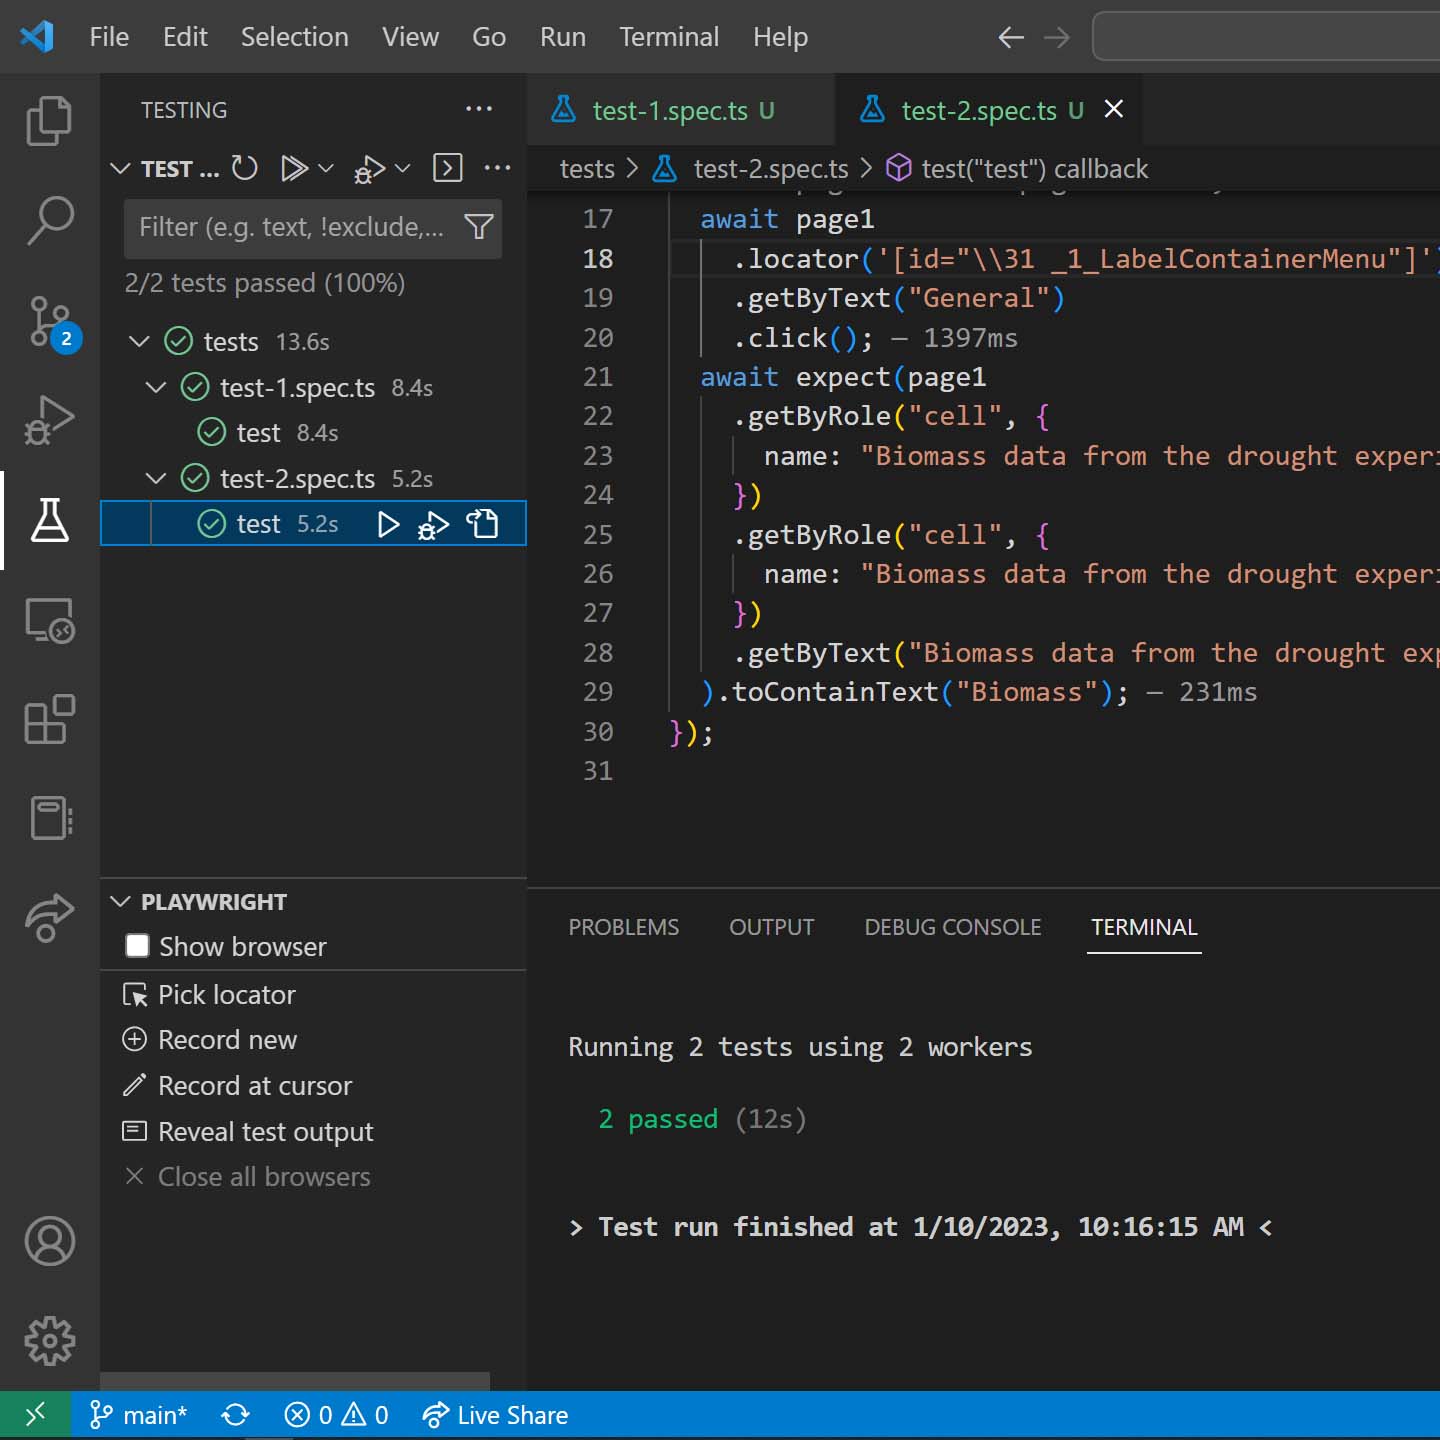 File Edit Selection View Go Run Terminal Help
TESTING
test-1.spec.ts U
test-2.spec.ts U
TEST ...
tests > test-2.spec.ts > test("test") callback
Filter (e.g. text, !exclude,...
2/2 tests passed (100%)
tests 13.6s
test-1.spec.ts 8.4s
test 8.4s
test-2.spec.ts 5.2s
test 5.2s
17 await page1
18 .locator('[id="\\31 _1_LabelContainerMenu"]')
19 .getByText("General")
20 .click(); — 1397ms
21 await expect(page1
22 .getByRole("cell", {
23 name: "Biomass data from the drought experi
24 })
25 .getByRole("cell", {
26 name: "Biomass data from the drought experi
27 })
28 .getByText("Biomass data from the drought exp
29 ).toContainText("Biomass"); — 231ms
30 });
31
PLAYWRIGHT
Show browser
Pick locator
Record new
Record at cursor
Reveal test output
Close all browsers
PROBLEMS OUTPUT DEBUG CONSOLE TERMINAL
Running 2 tests using 2 workers
2 passed (12s)
> Test run finished at 1/10/2023, 10:16:15 AM <
2
main* 0 0 Live Share